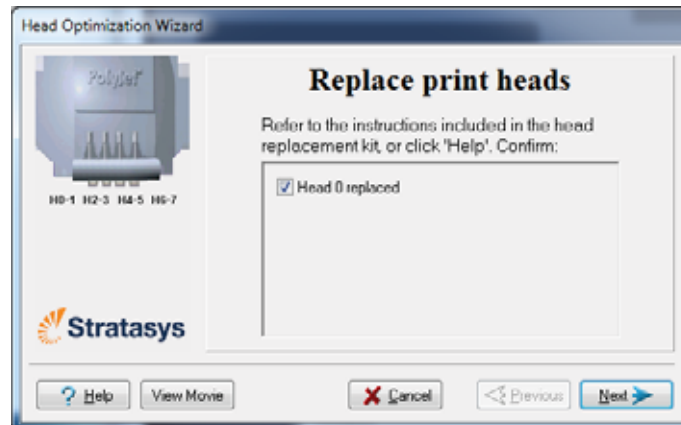 Head Optimization Wizard
PolyJet
Replace print heads
Refer to the instructions included in the head
replacement kit, or click 'Help'. Confirm:
Head 0 replaced
H0-1 H2-3 H4-5 H6-7
Stratasys
? Help
View Movie
Cancel
Previous
Next